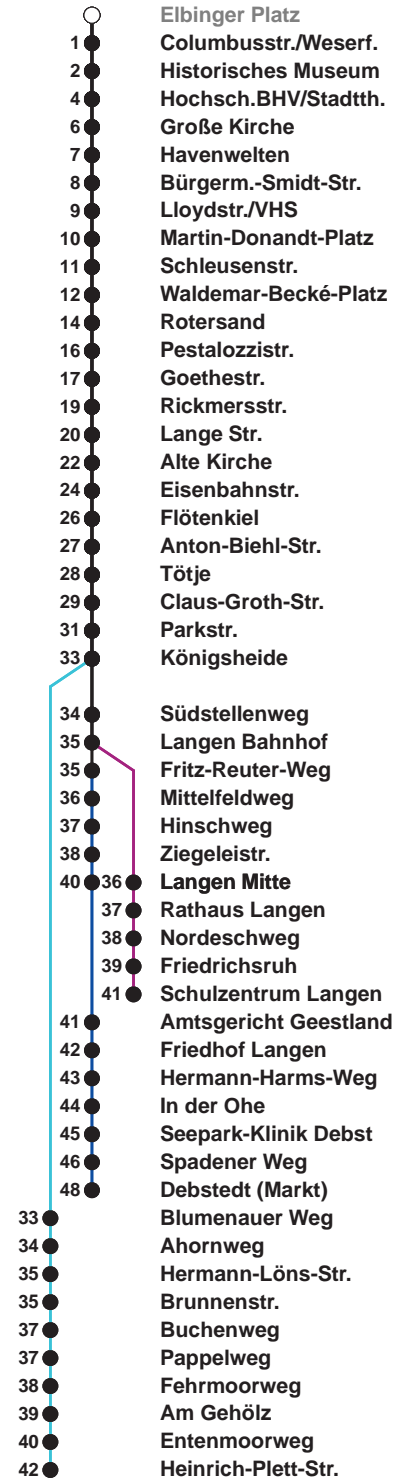 Elbinger Platz
1 Columbusstr./Weserf.
2 Historisches Museum
4 Hochsch.BHV/Stadtth.
6 Große Kirche
7 Havenwelten
8 Bürgerm.-Smidt-Str.
9 Lloydstr./VHS
10 Martin-Donandt-Platz
11 Schleusenstr.
12 Waldemar-Becké-Platz
14 Rotersand
16 Pestalozzistr.
17 Goethestr.
19 Rickmersstr.
20 Lange Str.
22 Alte Kirche
24 Eisenbahnstr.
26 Flötenkiel
27 Anton-Biehl-Str.
28 Tötje
29 Claus-Groth-Str.
31 Parkstr.
33 Königsheide
34 Südstellenweg
35 Langen Bahnhof
35 Fritz-Reuter-Weg
36 Mittelfeldweg
37 Hinschweg
38 Ziegeleistr.
40 36 Langen Mitte
37 Rathaus Langen
38 Nordeschweg
39 Friedrichsruh
41 Schulzentrum Langen
41 Amtsgericht Geestland
42 Friedhof Langen
43 Hermann-Harms-Weg
44 In der Ohe
45 Seepark-Klinik Debst
46 Spadener Weg
48 Debstedt (Markt)
33 Blumenauer Weg
34 Ahornweg
35 Hermann-Löns-Str.
35 Brunnenstr.
37 Buchenweg
37 Pappelweg
38 Fehrmoorweg
39 Am Gehölz
40 Entenmoorweg
42 Heinrich-Plett-Str.